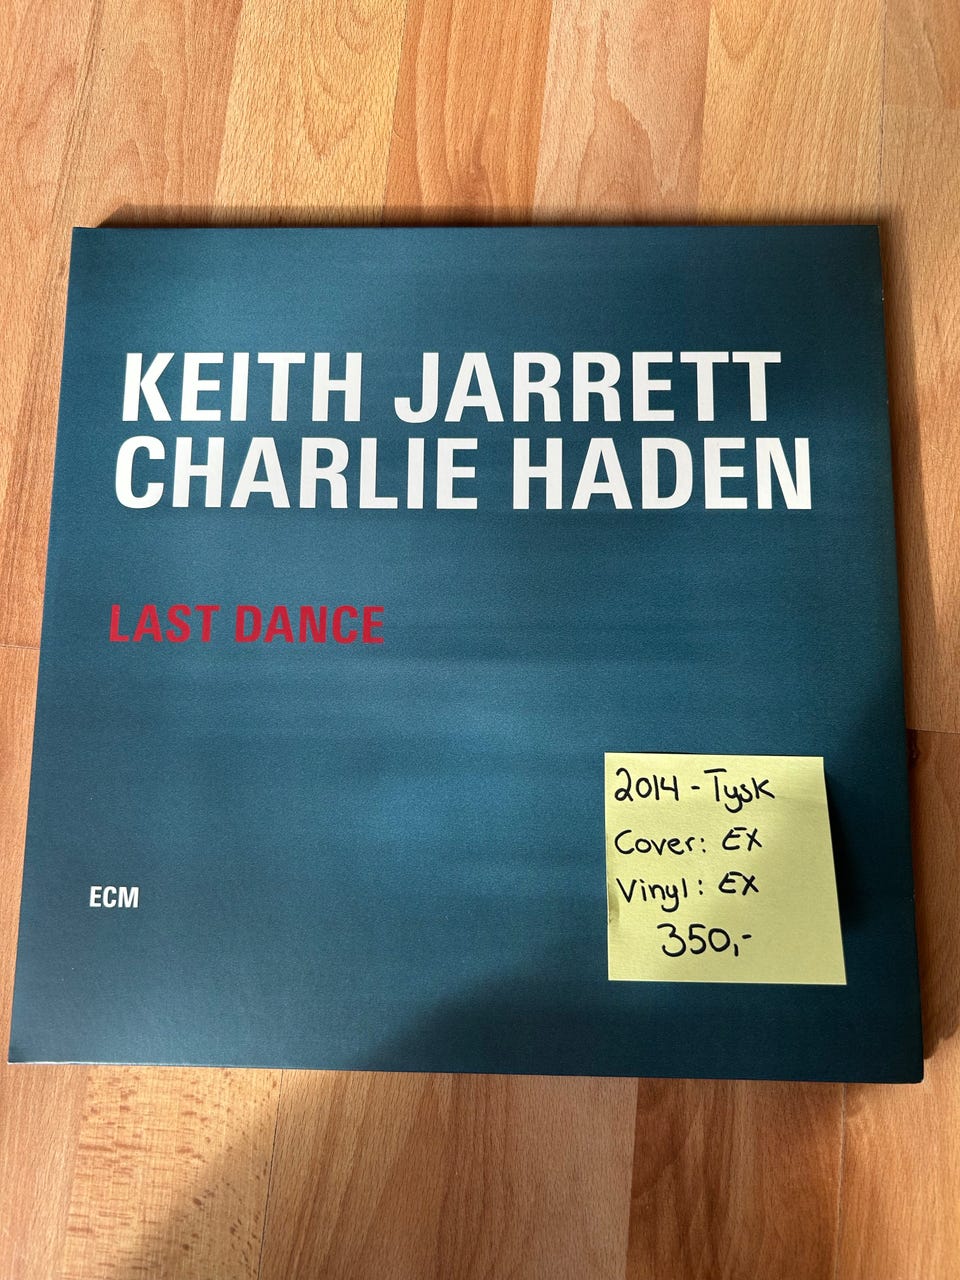 KEITH JARRETT
CHARLIE HADEN
LAST DANCE
ECM
2014 - Tysk
Cover: EX
Vinyl: EX
350,-